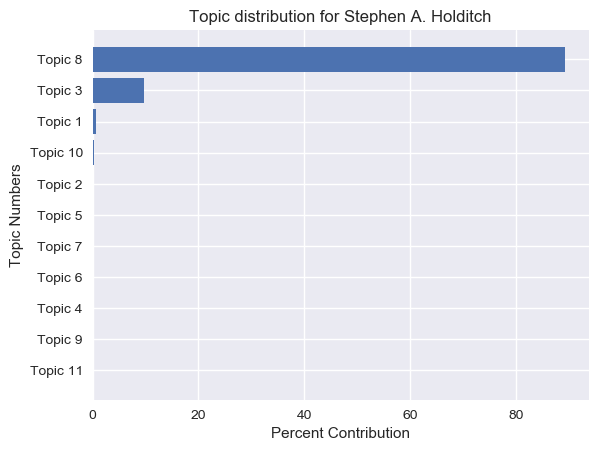 Topic distribution for Stephen A. Holditch
Topic 8
Topic 3
Topic 1
Topic 10
Topic 2
Topic 5
Topic 7
Topic 6
Topic 4
Topic 9
Topic 11
Topic Numbers
0 20 40 60 80
Percent Contribution